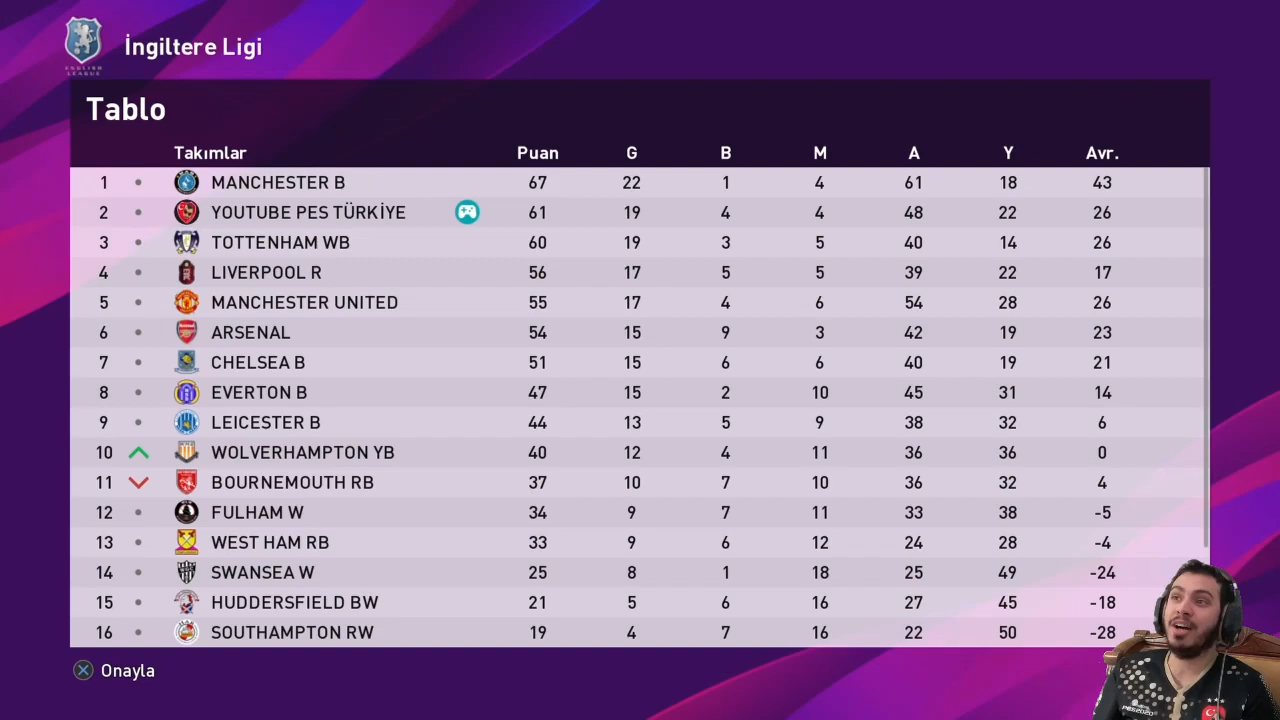 İngiltere Ligi
ENGLISH
LEAGUE
Tablo
Takımlar Puan G B M A Y Avr.
1 MANCHESTER B 67 22 1 4 61 18 43
2 YOUTUBE PES TÜRKİYE 61 19 4 4 48 22 26
3 TOTTENHAM WB 60 19 3 5 40 14 26
4 LIVERPOOL R 56 17 5 5 39 22 17
5 MANCHESTER UNITED 55 17 4 6 54 28 26
6 ARSENAL 54 15 9 3 42 19 23
7 CHELSEA B 51 15 6 6 40 19 21
8 EVERTON B 47 15 2 10 45 31 14
9 LEICESTER B 44 13 5 9 38 32 6
10 WOLVERHAMPTON YB 40 12 4 11 36 36 0
11 BOURNEMOUTH RB 37 10 7 10 36 32 4
12 FULHAM W 34 9 7 11 33 38 -5
13 WEST HAM RB 33 9 6 12 24 28 -4
14 SWANSEA W 25 8 1 18 25 49 -24
15 HUDDERSFIELD BW 21 5 6 16 27 45 -18
16 SOUTHAMPTON RW 19 4 7 16 22 50 -28
Onayla
PES2020